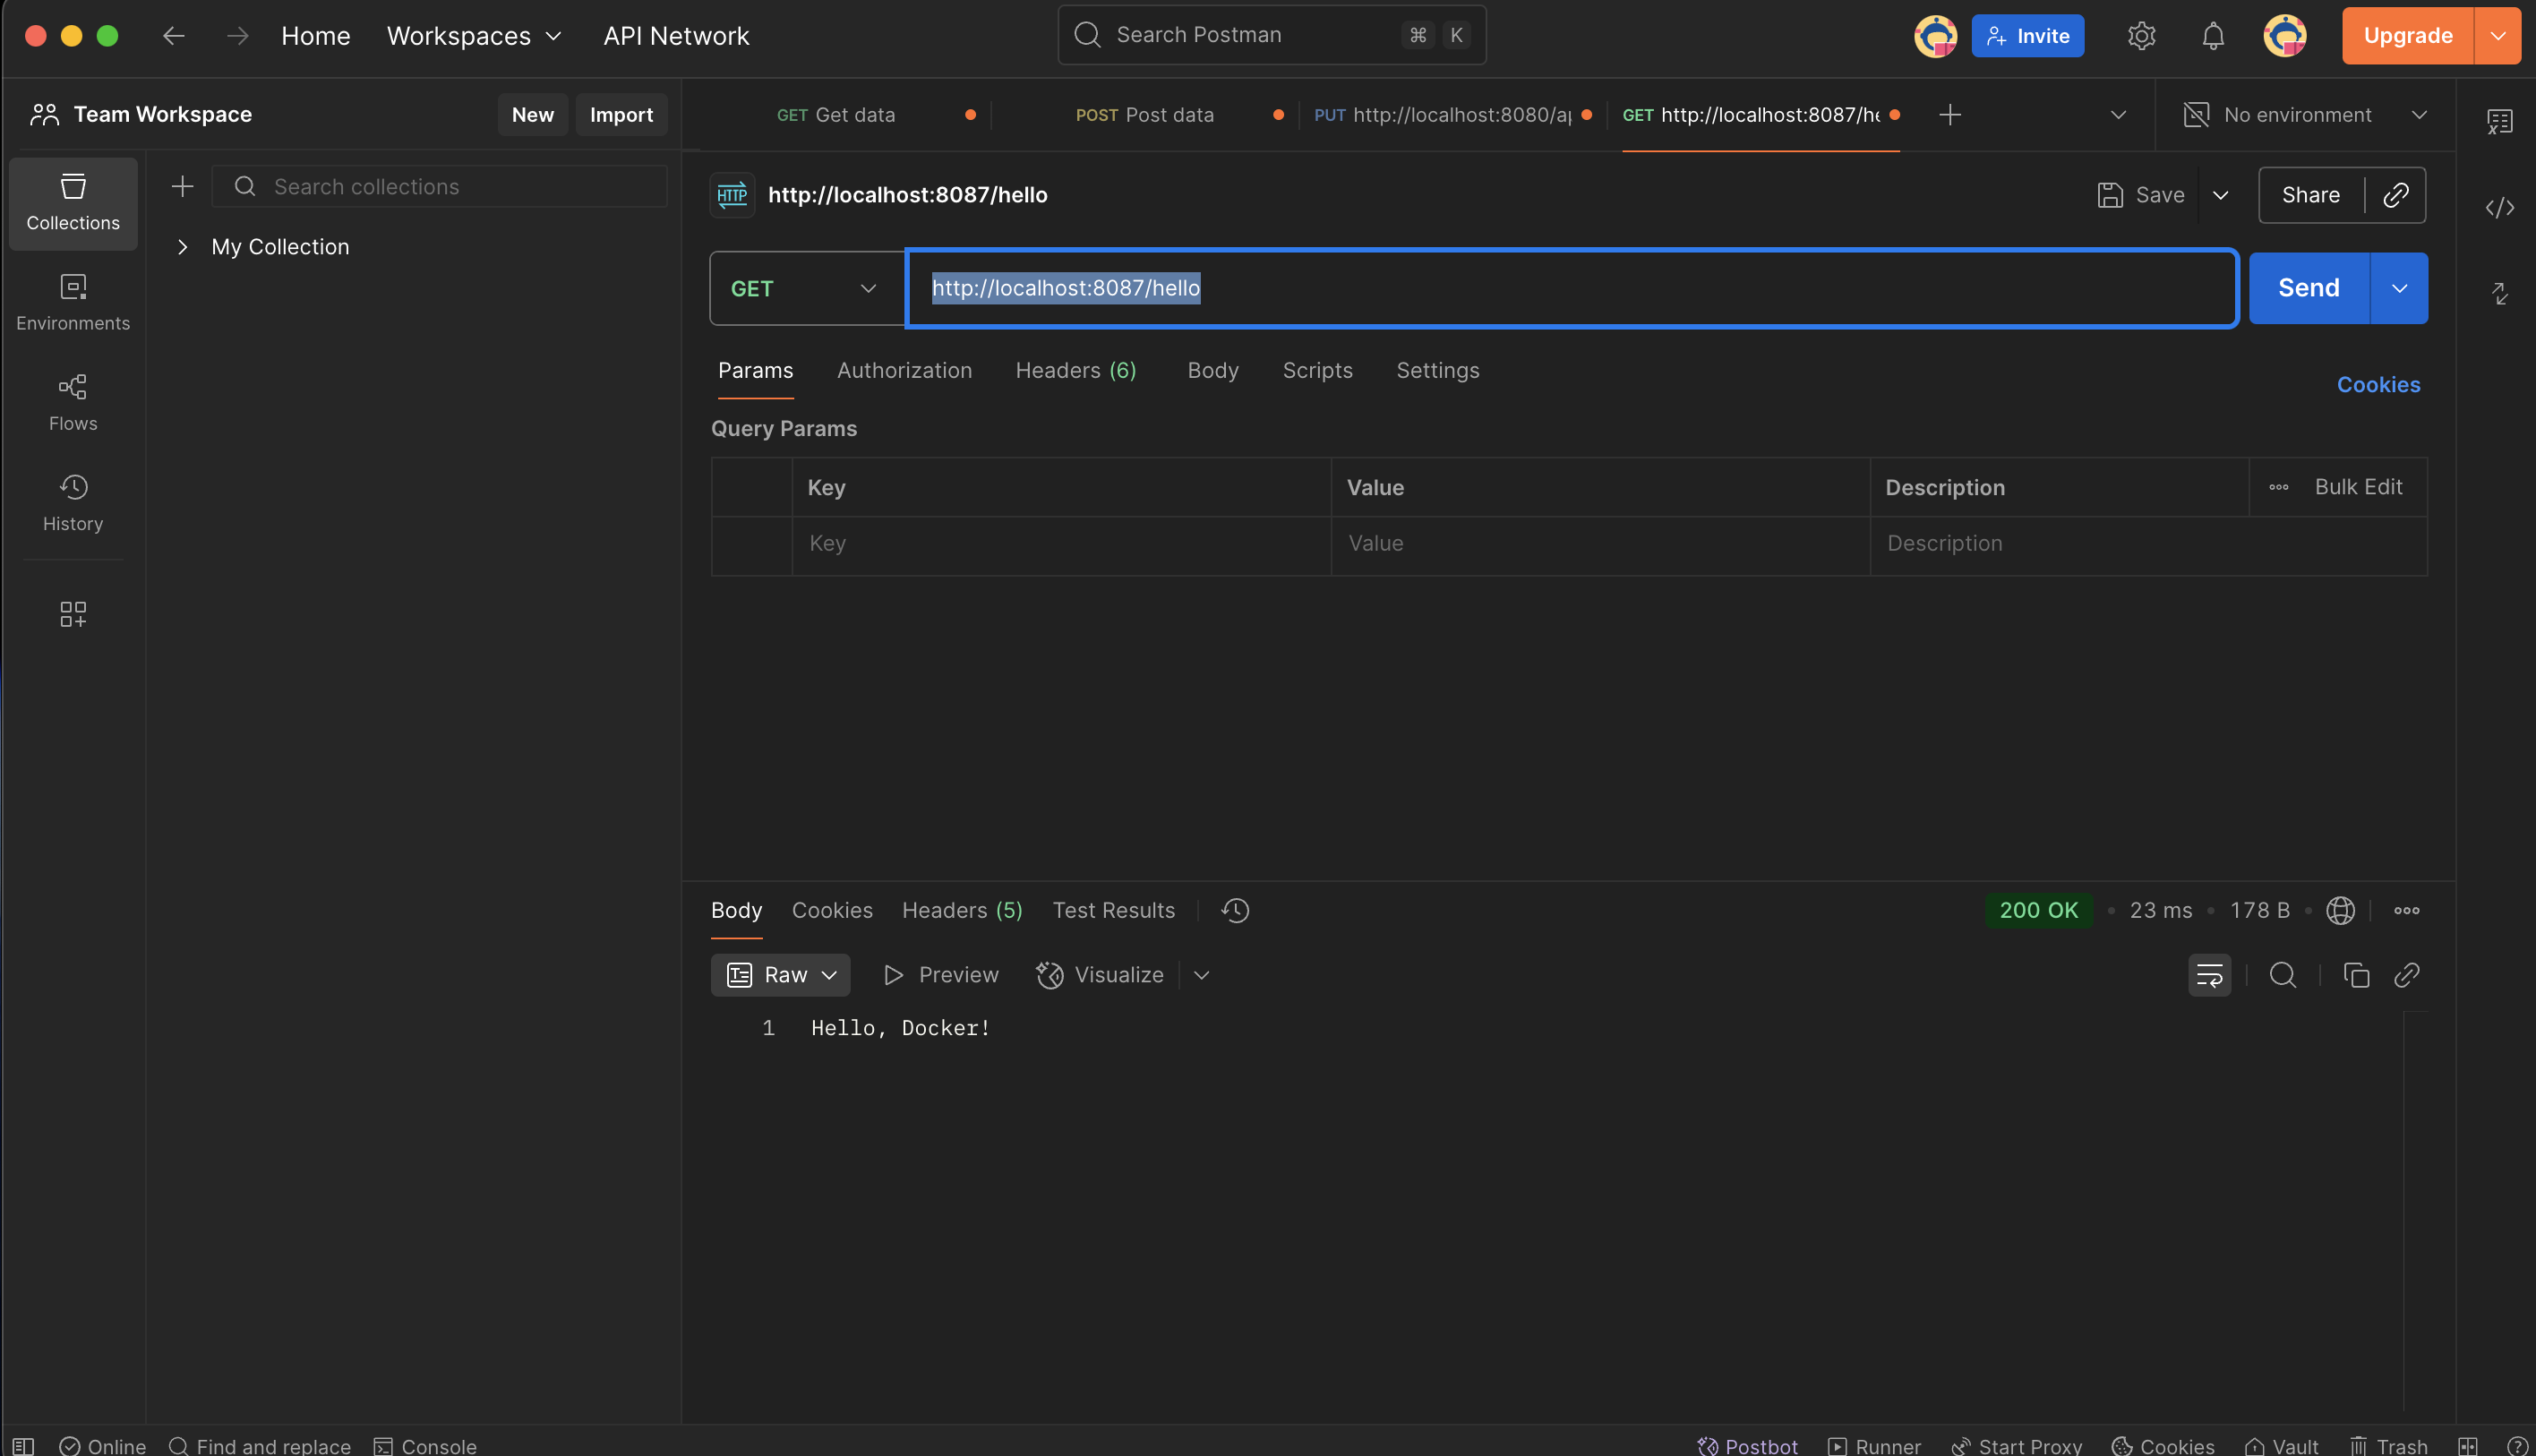 Home Workspaces API Network Search Postman ⌘ K Invite Upgrade
Team Workspace New Import
GET Get data POST Post data PUT http://localhost:8080/a GET http://localhost:8087/he No environment
Collections
Environments
Flows
History
Search collections
My Collection
HTTP http://localhost:8087/hello Save Share
GET http://localhost:8087/hello Send
Params Authorization Headers (6) Body Scripts Settings Cookies
Query Params
Key Value Description Bulk Edit
Key Value Description
Body Cookies Headers (5) Test Results 200 OK • 23 ms • 178 B •
Raw Preview Visualize
1 Hello, Docker!
Online Find and replace Console Postbot Runner Start Proxy Cookies Vault Trash